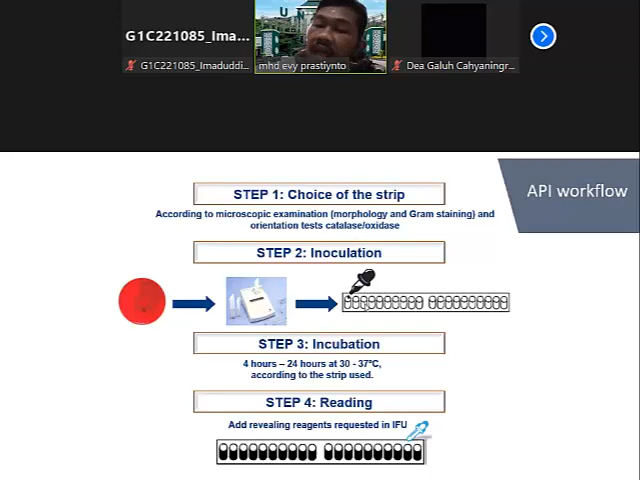 G1C221085_Ima...
G1C221085_Imaduddi...
mhd evy prastiynto
Dea Galuh Cahyaningr...
API workflow
STEP 1: Choice of the strip
According to microscopic examination (morphology and Gram staining) and
orientation tests catalase/oxidase
STEP 2: Inoculation
STEP 3: Incubation
4 hours – 24 hours at 30 - 37°C,
according to the strip used.
STEP 4: Reading
Add revealing reagents requested in IFU